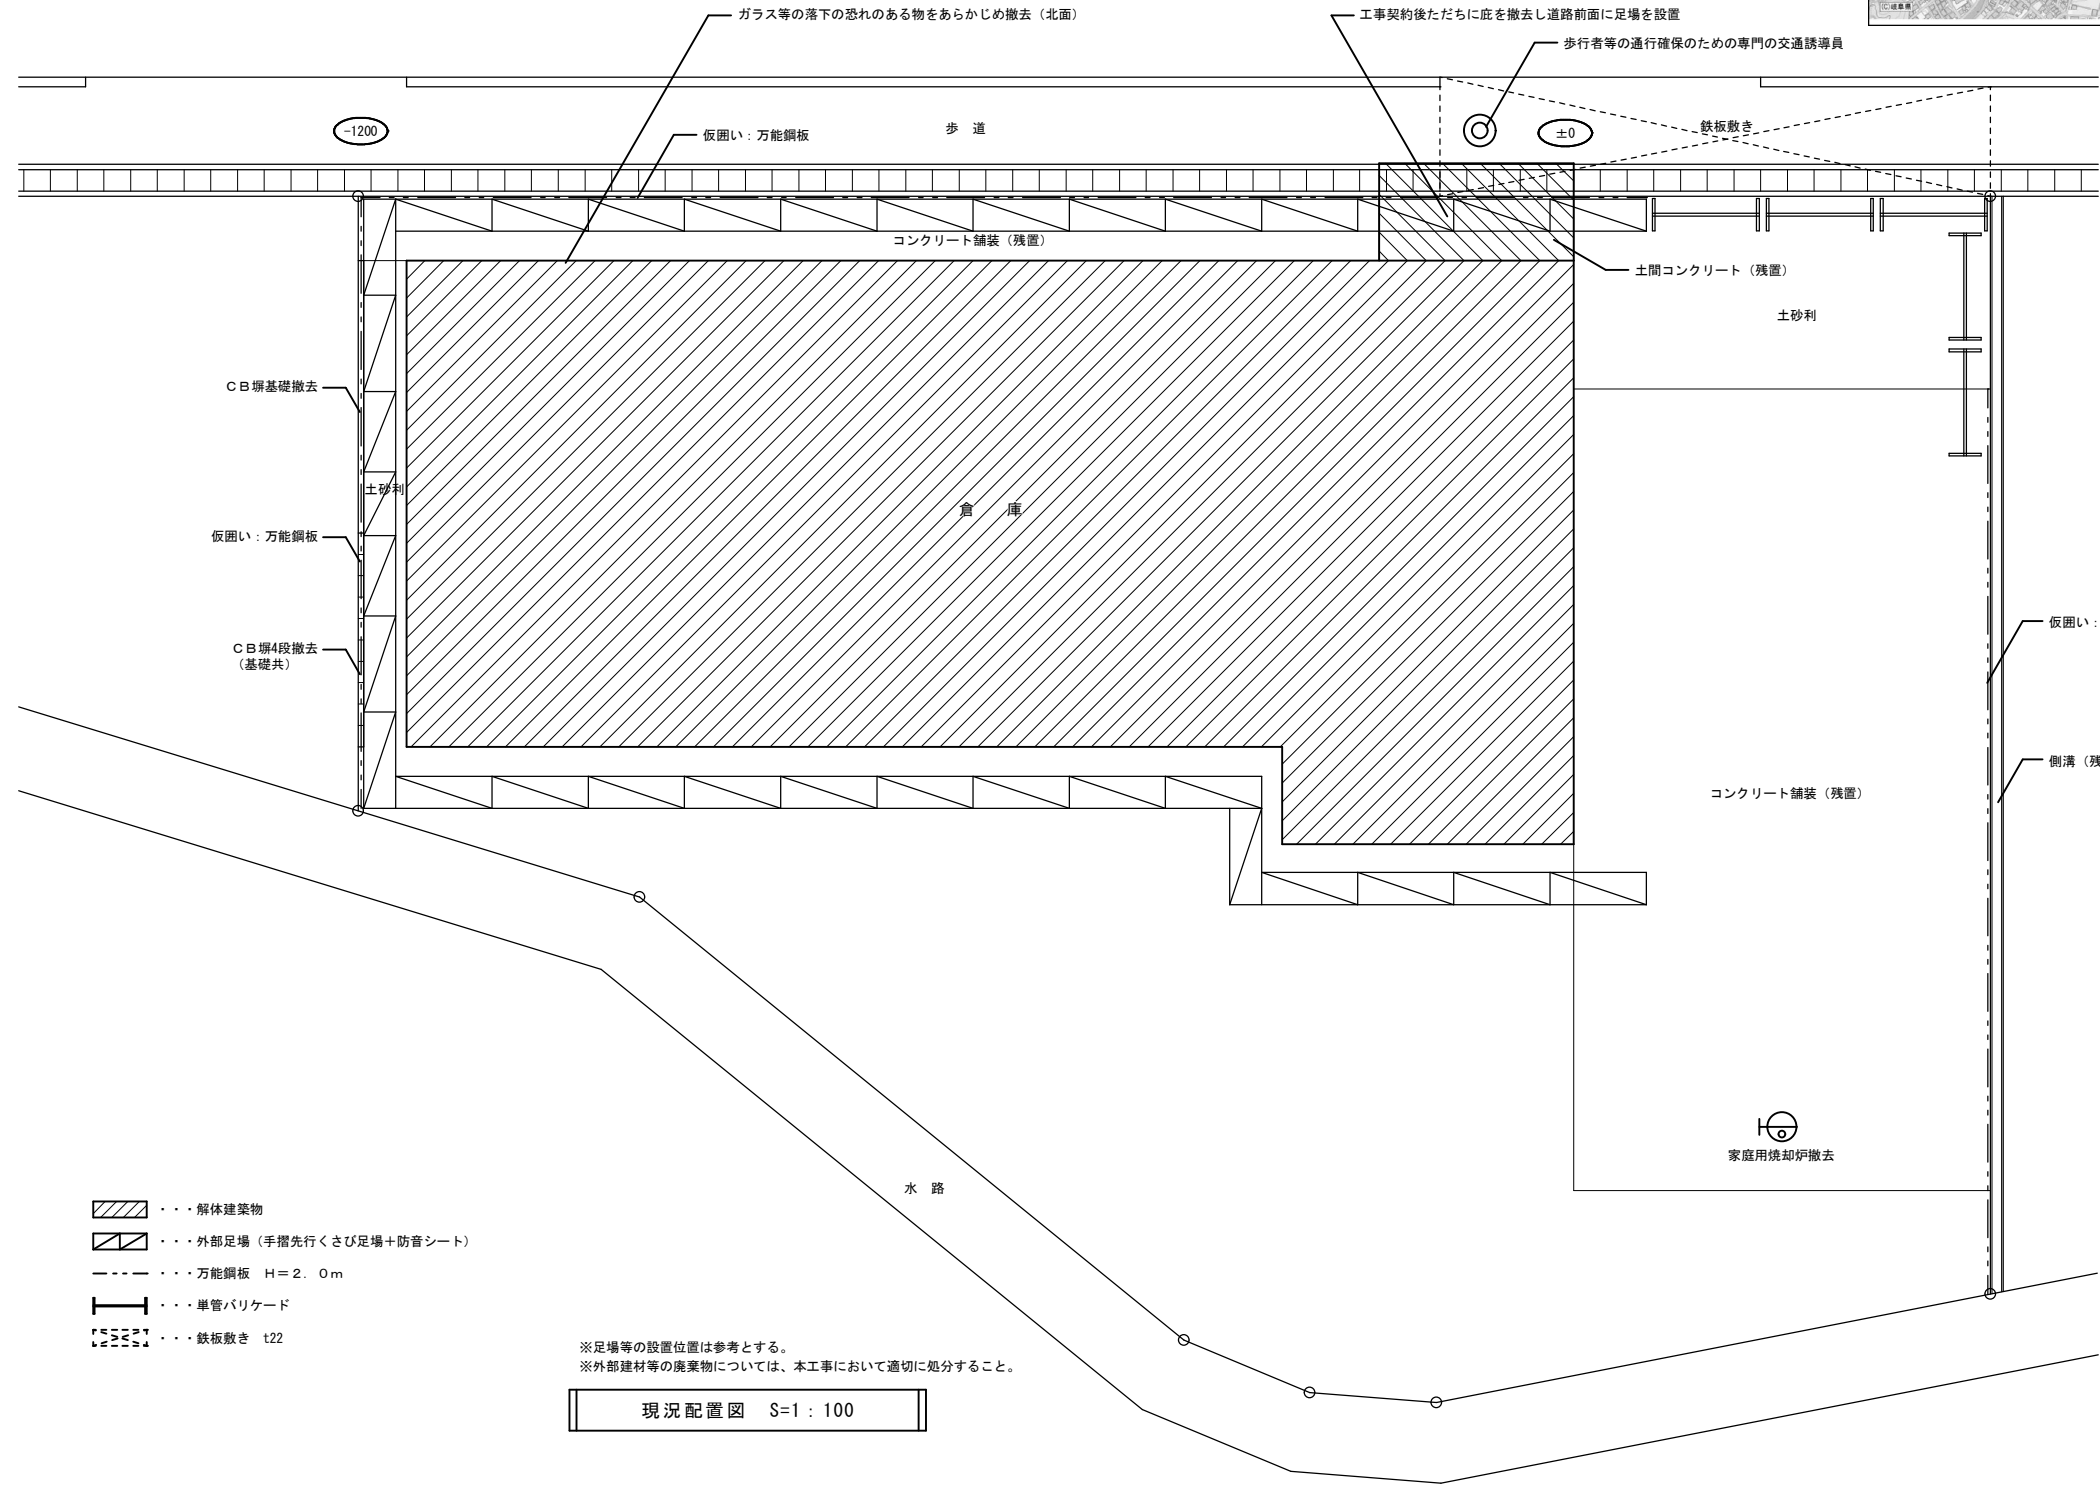 ガラス等の落下の恐れのある物をあらかじめ撤去（北面）
工事契約後ただちに庇を撤去し道路前面に足場を設置
(C)岐阜県
歩行者等の通行確保のための専門の交通誘導員
-1200
仮囲い：万能鋼板
歩　道
±0
鉄板敷き
コンクリート舗装（残置）
土間コンクリート（残置）
土砂利
ＣＢ塀基礎撤去
土砂利
倉　庫
仮囲い：万能鋼板
ＣＢ塀4段撤去
（基礎共）
仮囲い：
側溝（残
コンクリート舗装（残置）
家庭用焼却炉撤去
水　路
・・・解体建築物
・・・外部足場（手摺先行くさび足場＋防音シート）
・・・万能鋼板　Ｈ＝２．０ｍ
・・・単管バリケード
・・・鉄板敷き　t22
※足場等の設置位置は参考とする。
※外部建材等の廃棄物については、本工事において適切に処分すること。
現況配置図　S=1：100